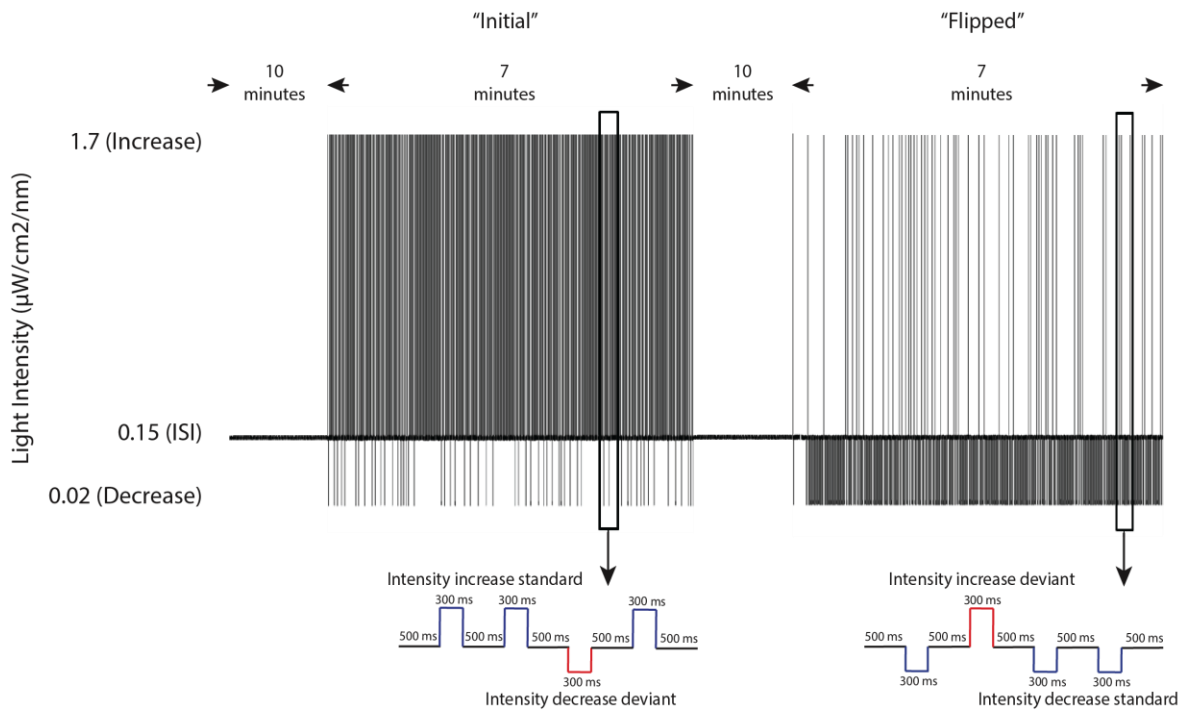 “Initial”
“Flipped”
10
minutes
7
minutes
10
minutes
7
minutes
Light Intensity (µW/cm2/nm)
1.7 (Increase)
0.15 (ISI)
0.02 (Decrease)
Intensity increase standard
300 ms
300 ms
300 ms
500 ms
500 ms
500 ms
500 ms
500 ms
300 ms
Intensity decrease deviant
Intensity increase deviant
300 ms
500 ms
500 ms
500 ms
500 ms
500 ms
300 ms
300 ms
300 ms
Intensity decrease standard